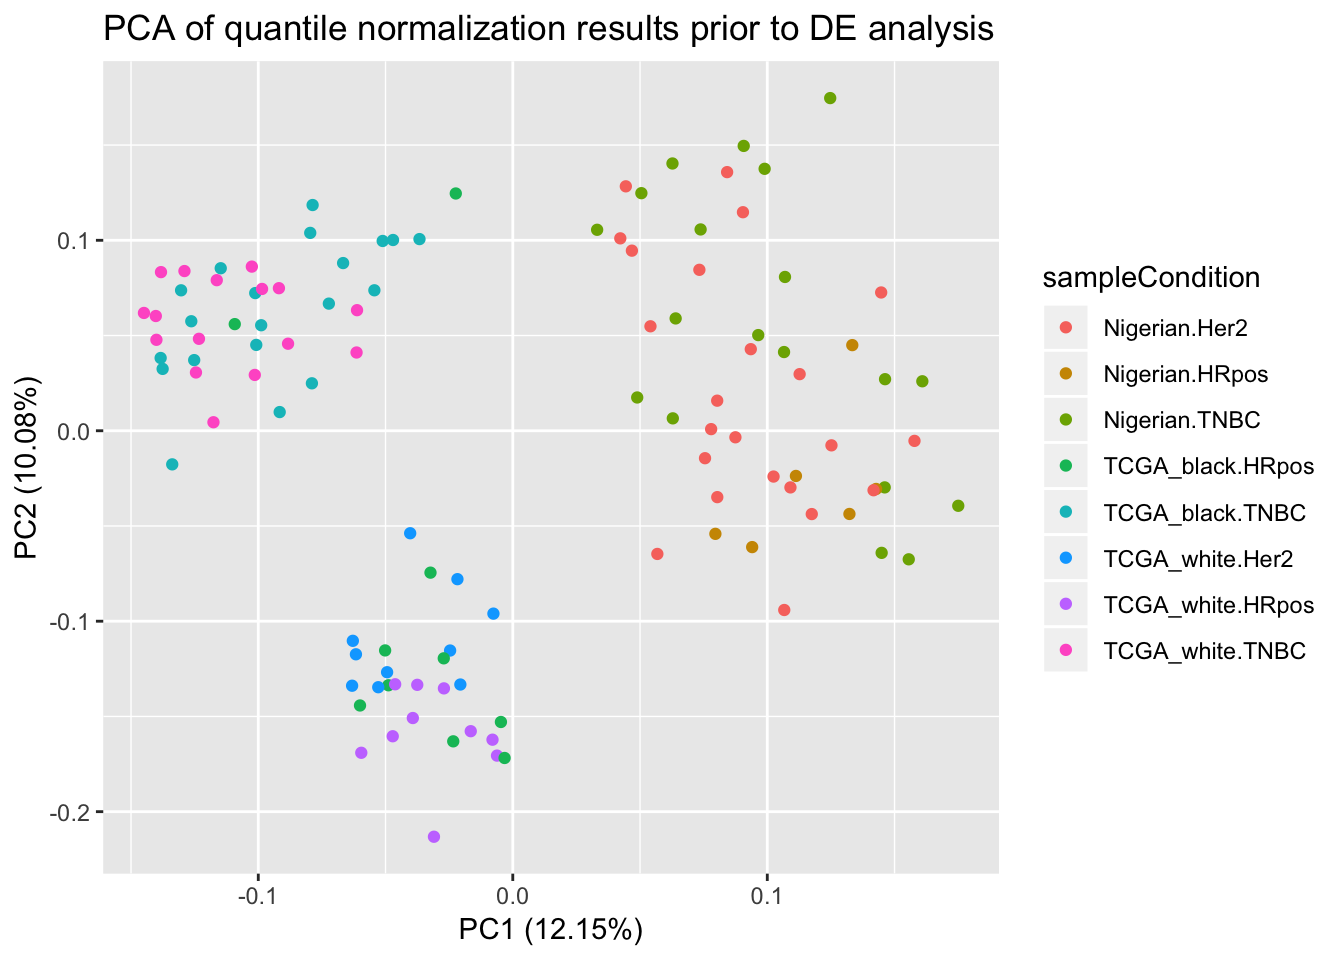 PCA of quantile normalization results prior to DE analysis
PC2 (10.08%)
0.1
0.0
-0.1
-0.2
-0.1
0.0
0.1
PC1 (12.15%)
sampleCondition
Nigerian.Her2
Nigerian.HRpos
Nigerian.TNBC
TCGA_black.HRpos
TCGA_black.TNBC
TCGA_white.Her2
TCGA_white.HRpos
TCGA_white.TNBC